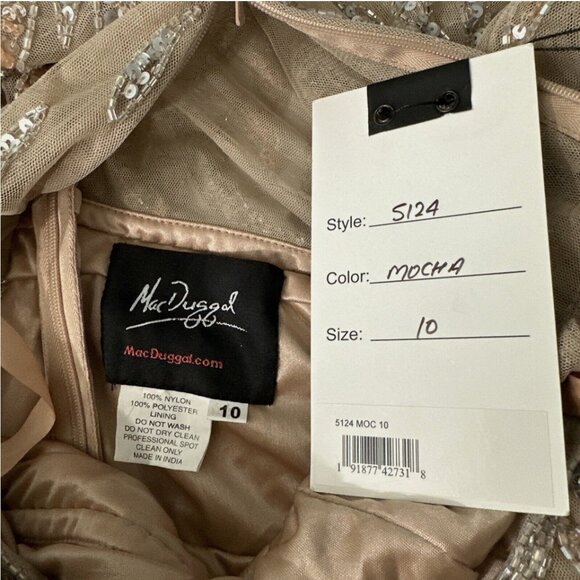 Mac Duggal
MacDuggal.com
100% NYLON
100% POLYESTER
LINING
DO NOT WASH
DO NOT DRY CLEAN
PROFESSIONAL SPOT
CLEAN ONLY
MADE IN INDIA
10
Style: 5124
Color: MOCHA
Size: 10
5124 MOC 10
1 91877 42731 8